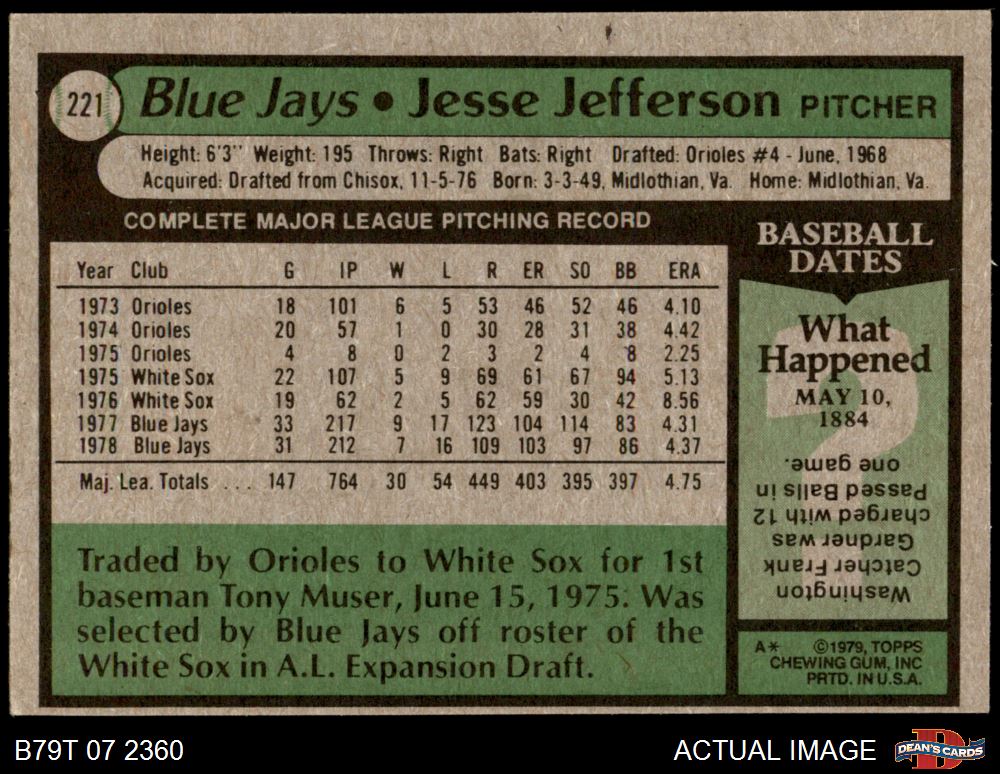 221
Blue Jays • Jesse Jefferson PITCHER
Height: 6'3" Weight: 195 Throws: Right Bats: Right Drafted: Orioles #4 - June, 1968
Acquired: Drafted from Chisox, 11-5-76 Born: 3-3-49, Midlothian, Va. Home: Midlothian, Va.
COMPLETE MAJOR LEAGUE PITCHING RECORD
Year Club G IP W L R ER SO BB ERA
1973 Orioles 18 101 6 5 53 46 52 46 4.10
1974 Orioles 20 57 1 0 30 28 31 38 4.42
1975 Orioles 4 8 0 2 3 2 4 8 2.25
1975 White Sox 22 107 5 9 69 61 67 94 5.13
1976 White Sox 19 62 2 5 62 59 30 42 8.56
1977 Blue Jays 33 217 9 17 123 104 114 83 4.31
1978 Blue Jays 31 212 7 16 109 103 97 86 4.37
Maj. Lea. Totals ... 147 764 30 54 449 403 395 397 4.75
Traded by Orioles to White Sox for 1st
baseman Tony Muser, June 15, 1975. Was
selected by Blue Jays off roster of the
White Sox in A.L. Expansion Draft.
BASEBALL
DATES
What
Happened
MAY 10,
1884
Washington
Catcher Frank
Gardner was
charged with 12
Passed Balls in
one game.
A* ©1979, TOPPS
CHEWING GUM, INC
PRTD. IN U.S.A.
B79T 07 2360
ACTUAL IMAGE
D
DEAN'S CARDS